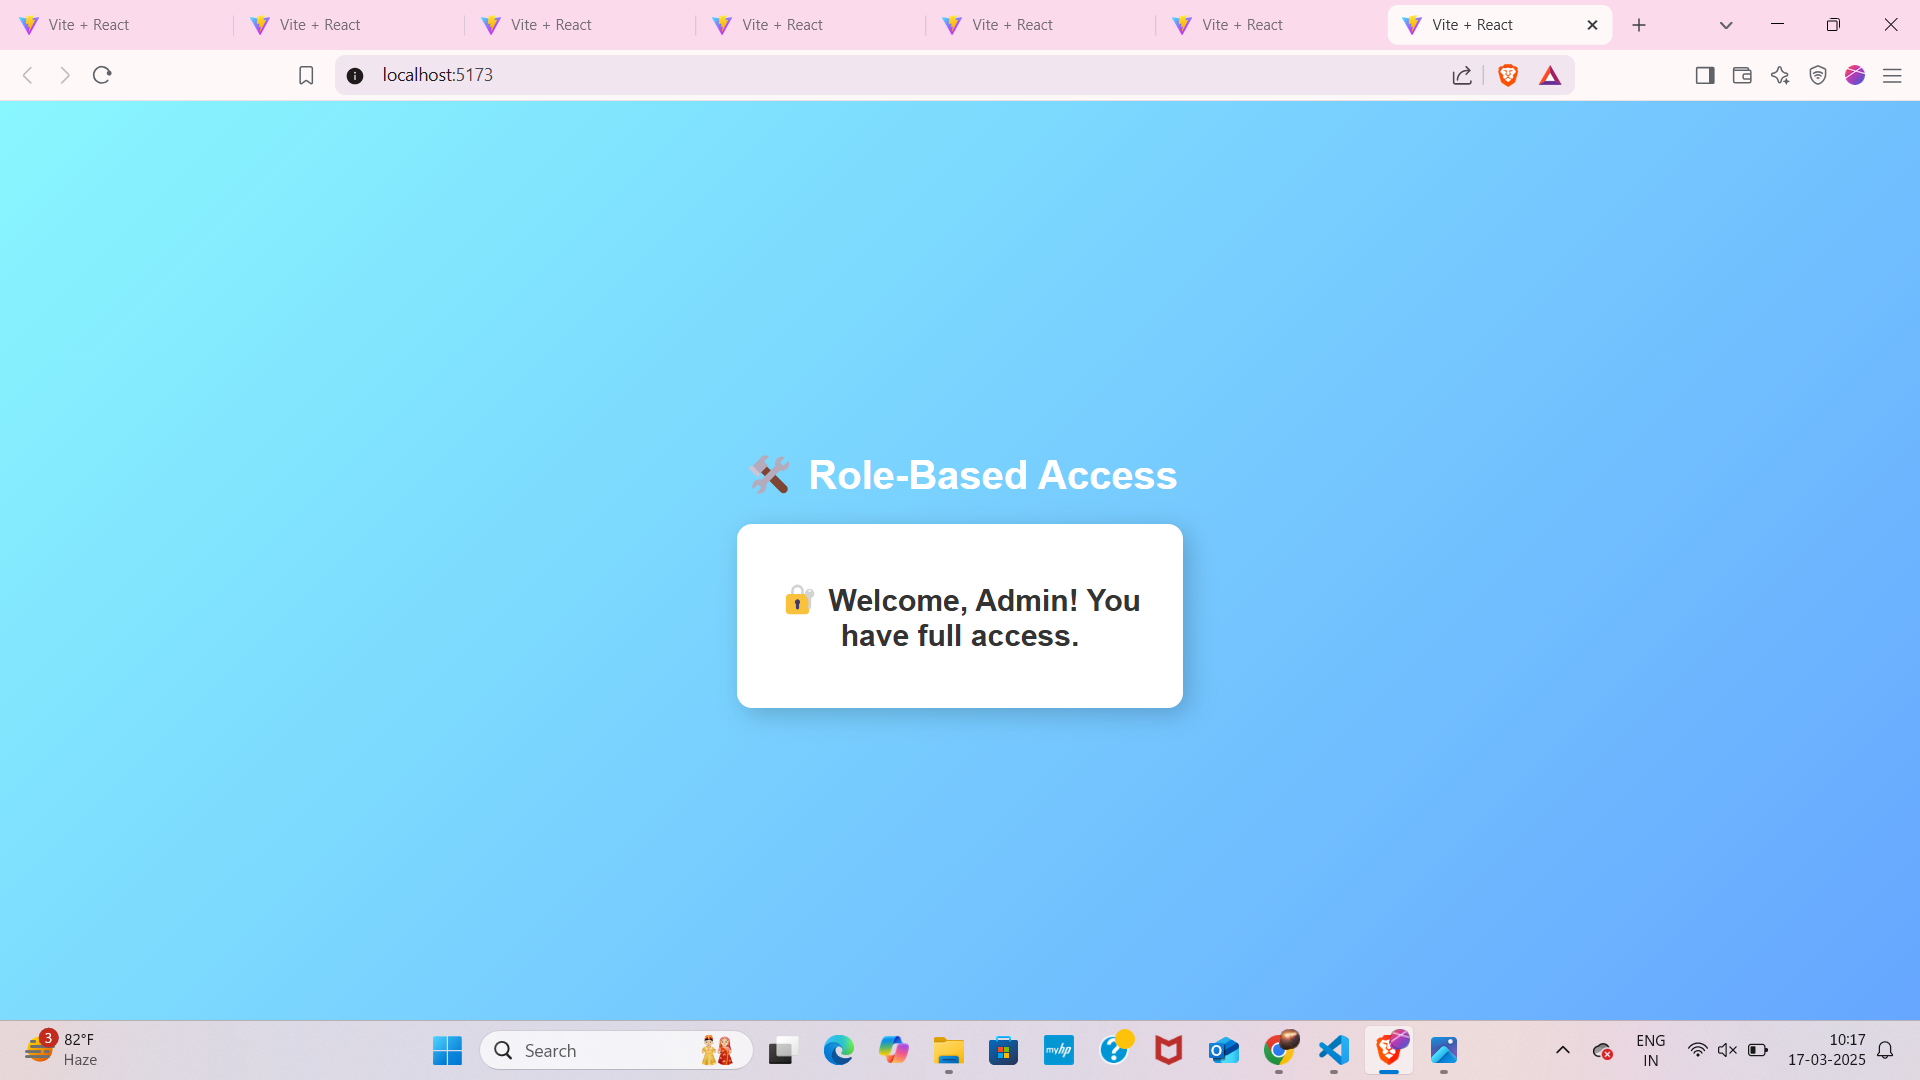 Vite + React
Vite + React
Vite + React
Vite + React
Vite + React
Vite + React
Vite + React
localhost:5173
🛠️ Role-Based Access
🔐 Welcome, Admin! You
have full access.
3
82°F
Haze
Search
myhp
ENG
IN
10:17
17-03-2025